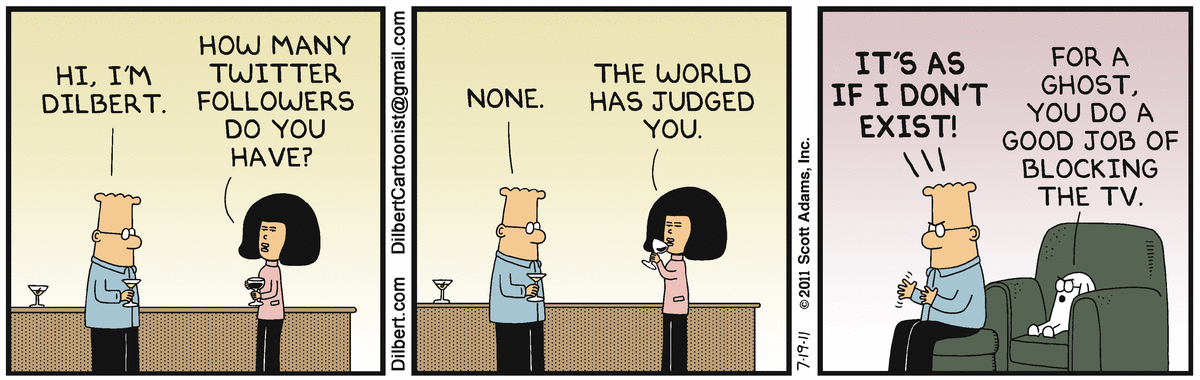 HI, I'M
DILBERT.
HOW MANY
TWITTER
FOLLOWERS
DO YOU
HAVE?
Dilbert.com DilbertCartoonist@gmail.com
NONE.
THE WORLD
HAS JUDGED
YOU.
7-19-11 ©2011 Scott Adams, Inc.
IT'S AS
IF I DON'T
EXIST!
FOR A
GHOST,
YOU DO A
GOOD JOB OF
BLOCKING
THE TV.